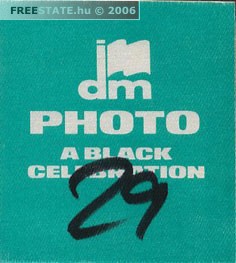 FREESTATE.hu © 2006
dm
PHOTO
A BLACK
CELEBRATION
29